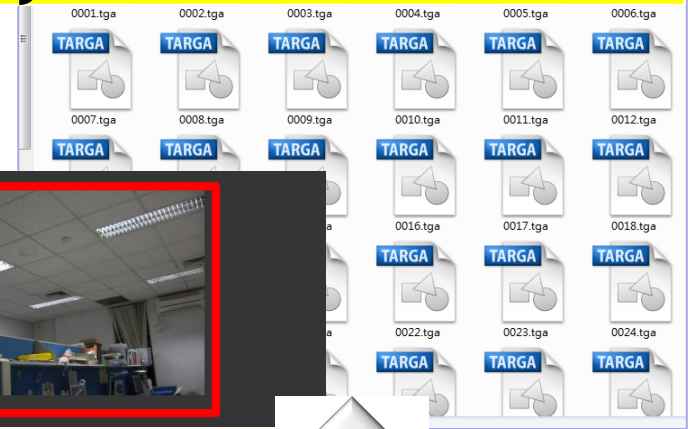 0001.tga 0002.tga 0003.tga 0004.tga 0005.tga 0006.tga
TARGA TARGA TARGA TARGA TARGA TARGA
0007.tga 0008.tga 0009.tga 0010.tga 0011.tga 0012.tga
TARGA TARGA TARGA TARGA TARGA TARGA
0016.tga 0017.tga 0018.tga
TARGA TARGA TARGA
0022.tga 0023.tga 0024.tga
TARGA TARGA TARGA